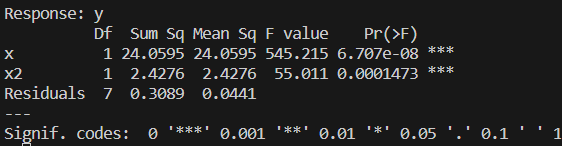 Response: y
          Df  Sum Sq Mean Sq F value    Pr(>F)
x          1 24.0595 24.0595 545.215 6.707e-08 ***
x2         1  2.4276  2.4276  55.011 0.0001473 ***
Residuals  7  0.3089  0.0441
---
Signif. codes:  0 '***' 0.001 '**' 0.01 '*' 0.05 '.' 0.1 ' ' 1